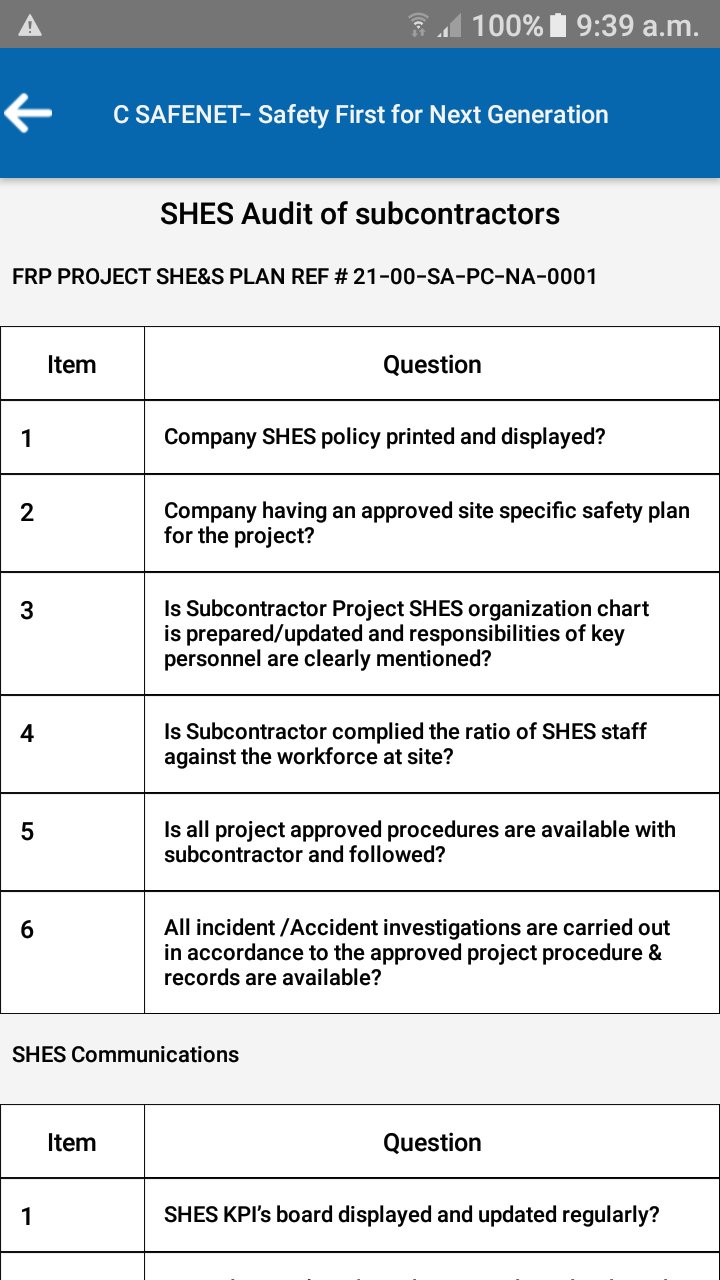 100% 9:39 a.m.
C SAFENET- Safety First for Next Generation
SHES Audit of subcontractors
FRP PROJECT SHE&S PLAN REF # 21-00-SA-PC-NA-0001
Item Question
1 Company SHES policy printed and displayed?
2 Company having an approved site specific safety plan
for the project?
3 Is Subcontractor Project SHES organization chart
is prepared/updated and responsibilities of key
personnel are clearly mentioned?
4 Is Subcontractor complied the ratio of SHES staff
against the workforce at site?
5 Is all project approved procedures are available with
subcontractor and followed?
6 All incident /Accident investigations are carried out
in accordance to the approved project procedure &
records are available?
SHES Communications
Item Question
1 SHES KPI's board displayed and updated regularly?